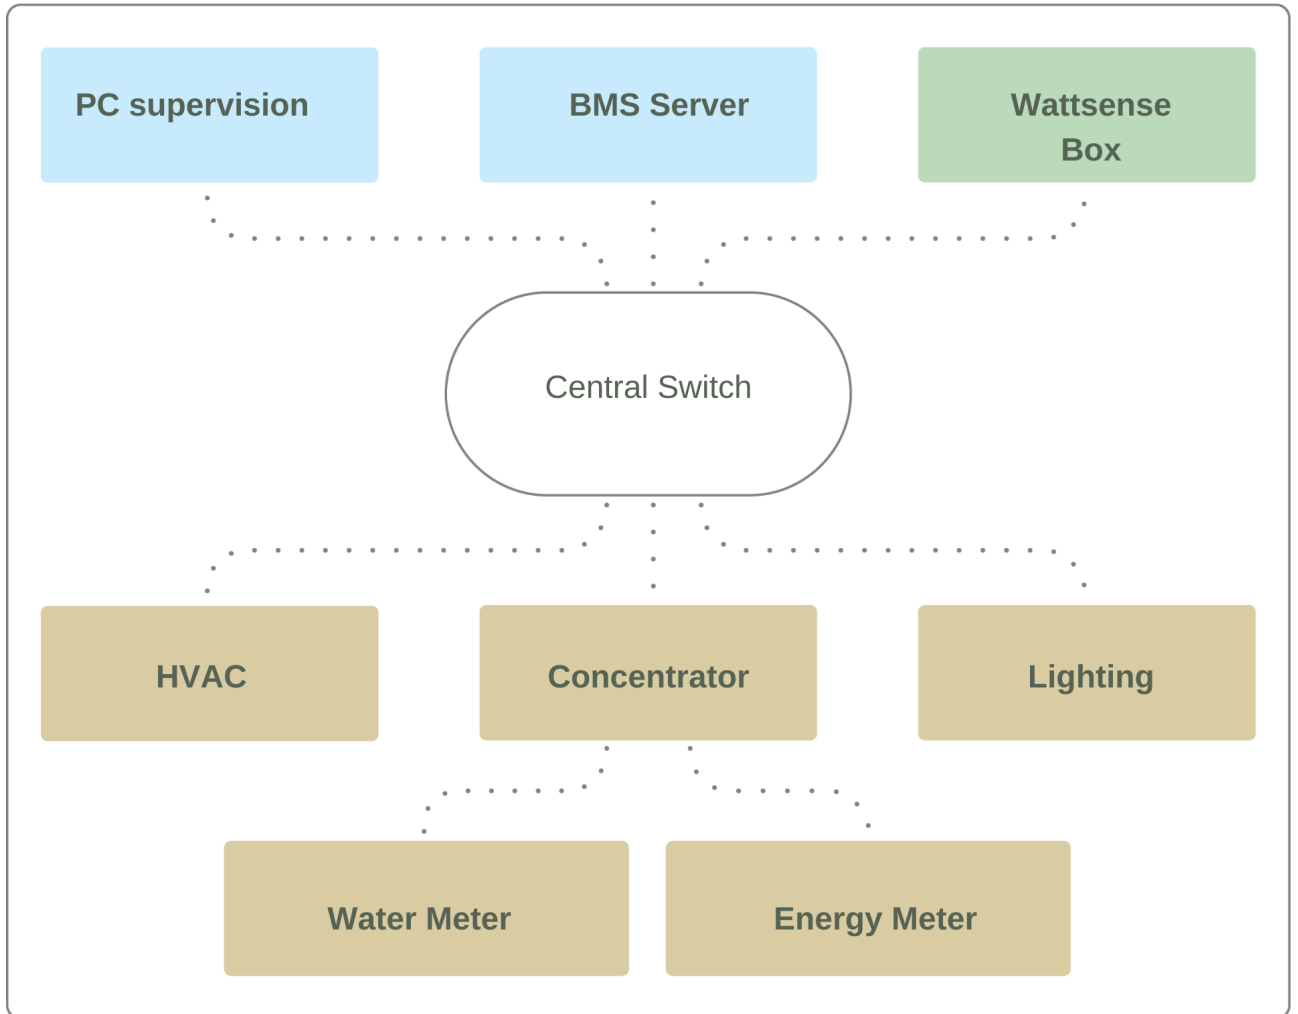 PC supervision
BMS Server
Wattsense
Box
Central Switch
HVAC
Concentrator
Lighting
Water Meter
Energy Meter